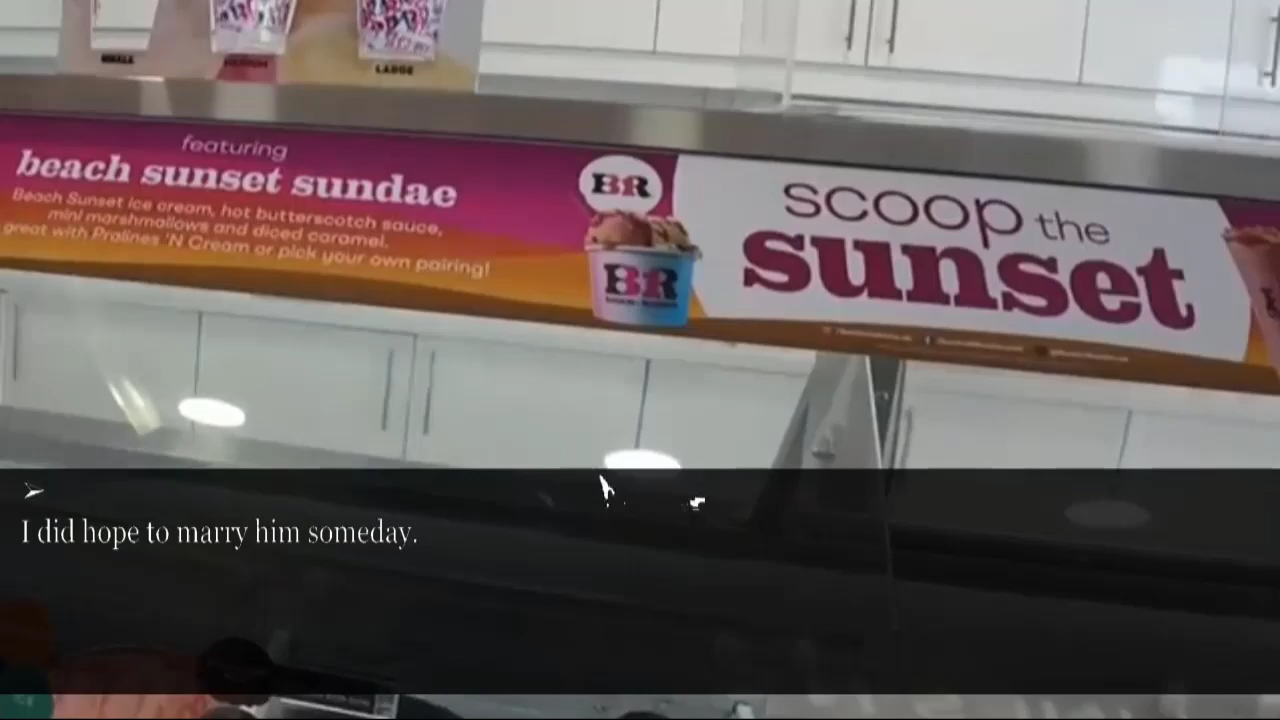 LARGE
featuring
beach sunset sundae
Beach Sunset ice cream, hot butterscotch sauce,
mini marshmallows and diced caramel.
great with Pralines 'N Cream or pick your own pairing!
BR
BR
scoop the
sunset
I did hope to marry him someday.